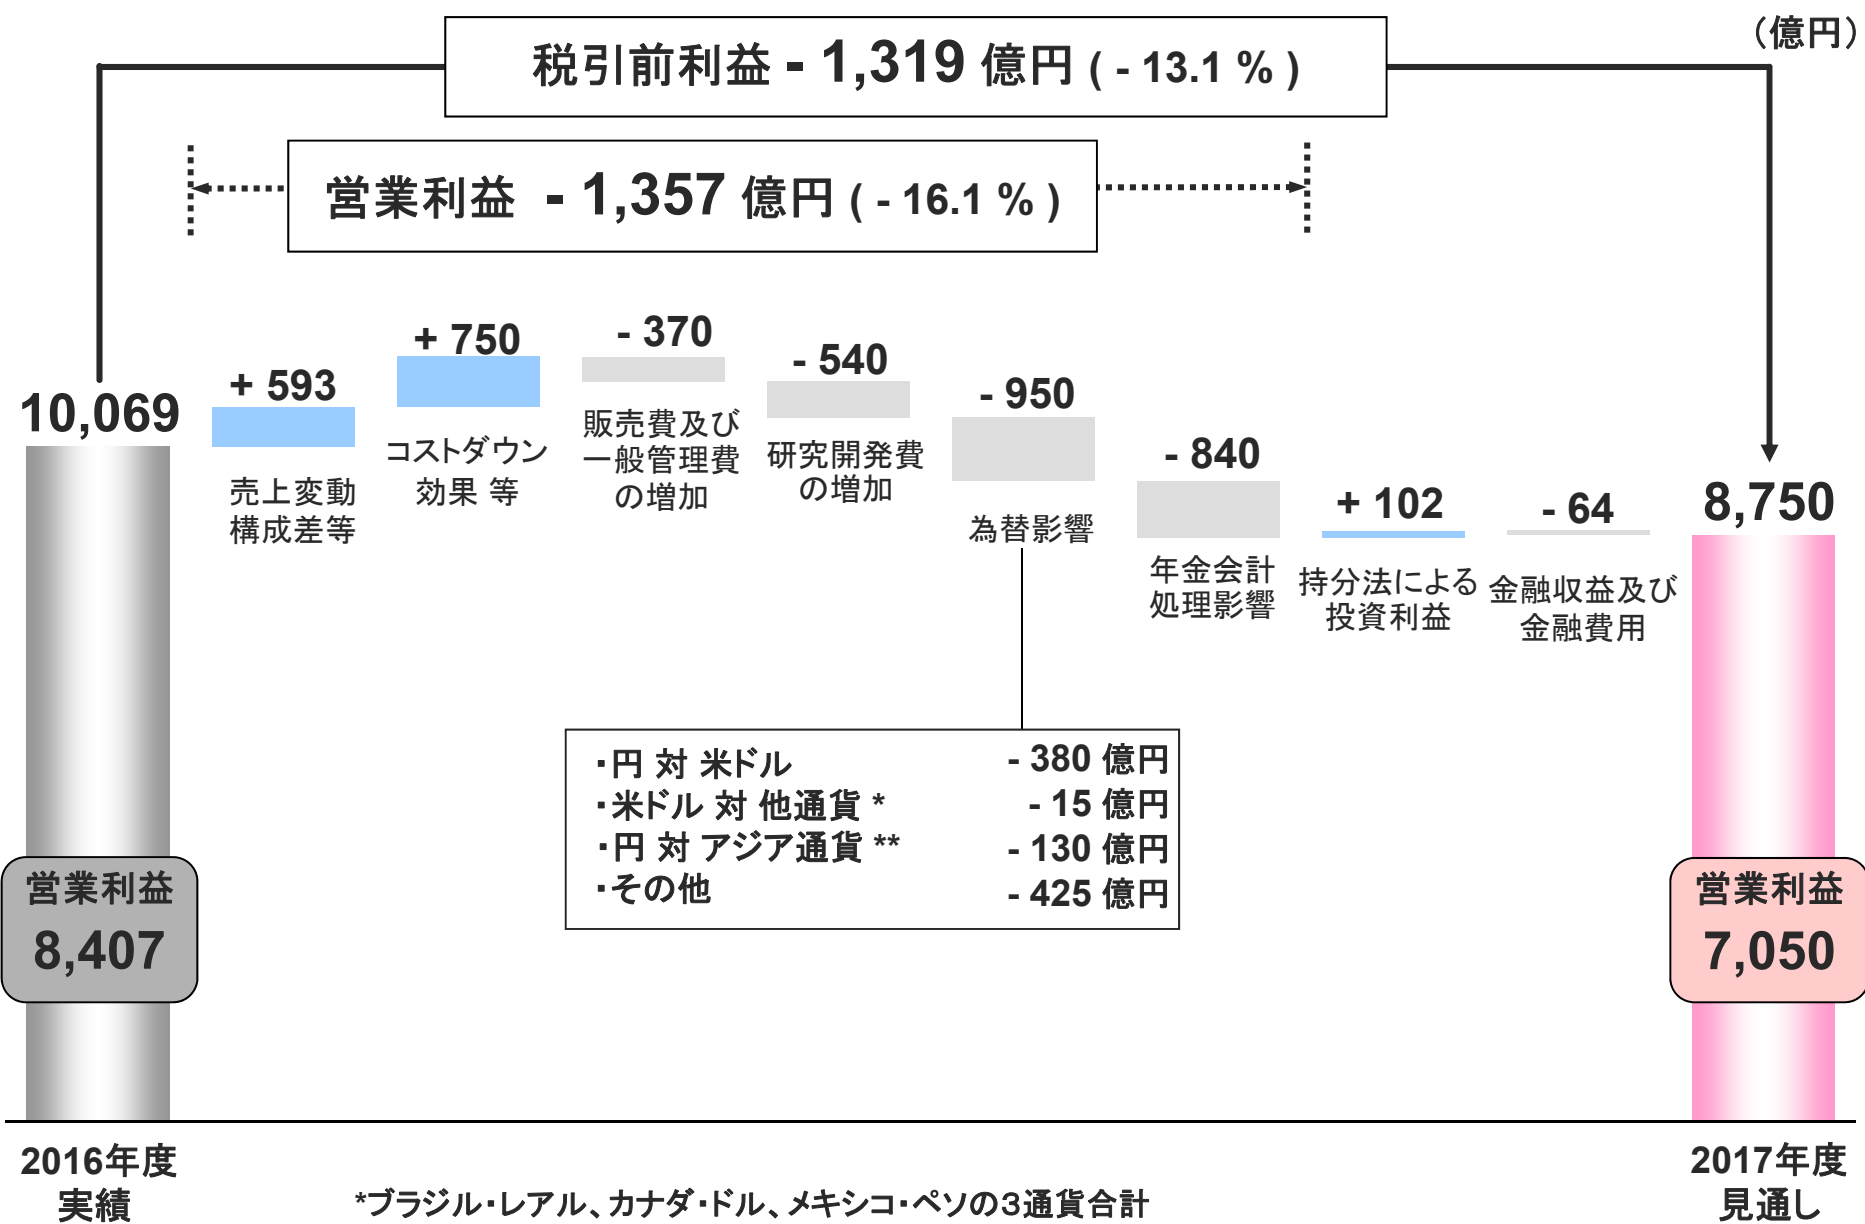 （億円）
税引前利益 - 1,319 億円 ( - 13.1 % )
営業利益 - 1,357 億円 ( - 16.1 % )
10,069
+ 593
売上変動
構成差等
+ 750
コストダウン
効果 等
- 370
販売費及び
一般管理費
の増加
- 540
研究開発費
の増加
- 950
為替影響
- 840
年金会計
処理影響
+ 102
持分法による
投資利益
- 64
金融収益及び
金融費用
8,750
・円 対 米ドル - 380 億円
・米ドル 対 他通貨 * - 15 億円
・円 対 アジア通貨 ** - 130 億円
・その他 - 425 億円
営業利益
8,407
営業利益
7,050
2016年度
実績
2017年度
見通し
*ブラジル・レアル、カナダ・ドル、メキシコ・ペソの３通貨合計